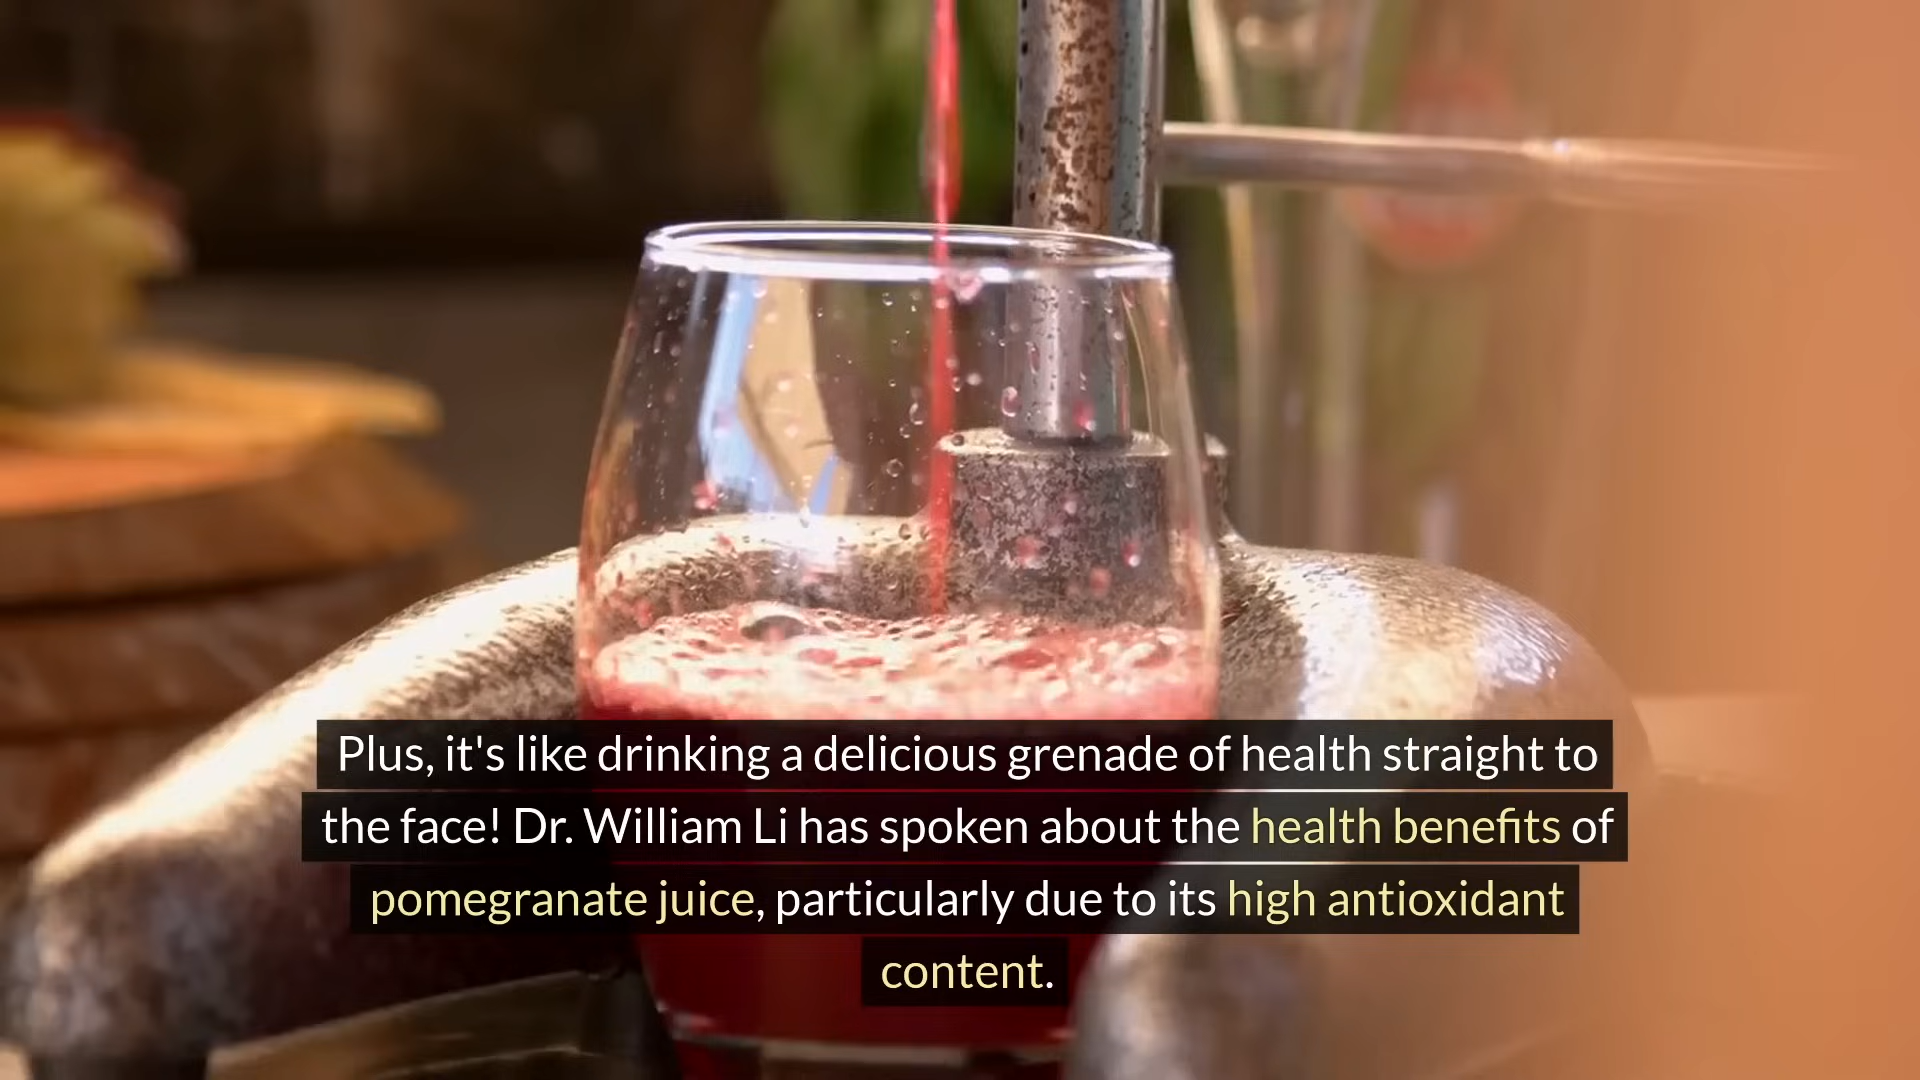 Plus, it's like drinking a delicious grenade of health straight to
the face! Dr. William Li has spoken about the health benefits of
pomegranate juice, particularly due to its high antioxidant
content.